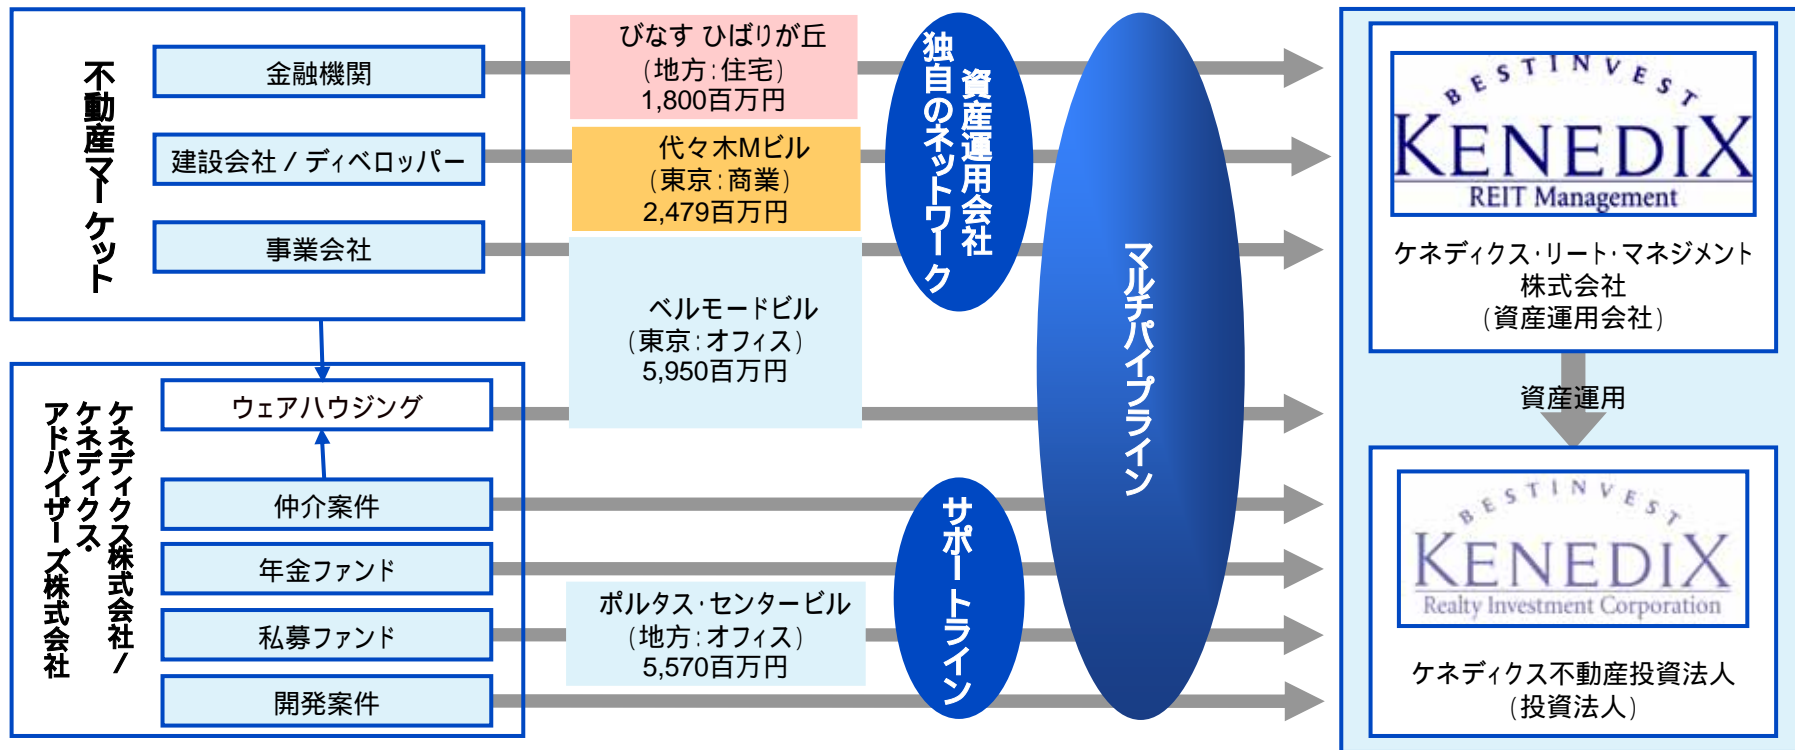 不動産マーケット
金融機関
建設会社 / ディベロッパー
事業会社
ケネディクス株式会社/
ケネディクス・
アドバイザーズ株式会社
ウェアハウジング
仲介案件
年金ファンド
私募ファンド
開発案件
びなす ひばりが丘
(地方:住宅)
1,800百万円
代々木Mビル
(東京:商業)
2,479百万円
ベルモードビル
(東京:オフィス)
5,950百万円
ポルタス・センタービル
(地方:オフィス)
5,570百万円
資産運用会社
独自のネットワーク
サポートライン
マルチパイプライン
BESTINVEST
KENEDIX
REIT Management
ケネディクス・リート・マネジメント
株式会社
(資産運用会社)
資産運用
BESTINVEST
KENEDIX
Realty Investment Corporation
ケネディクス不動産投資法人
(投資法人)